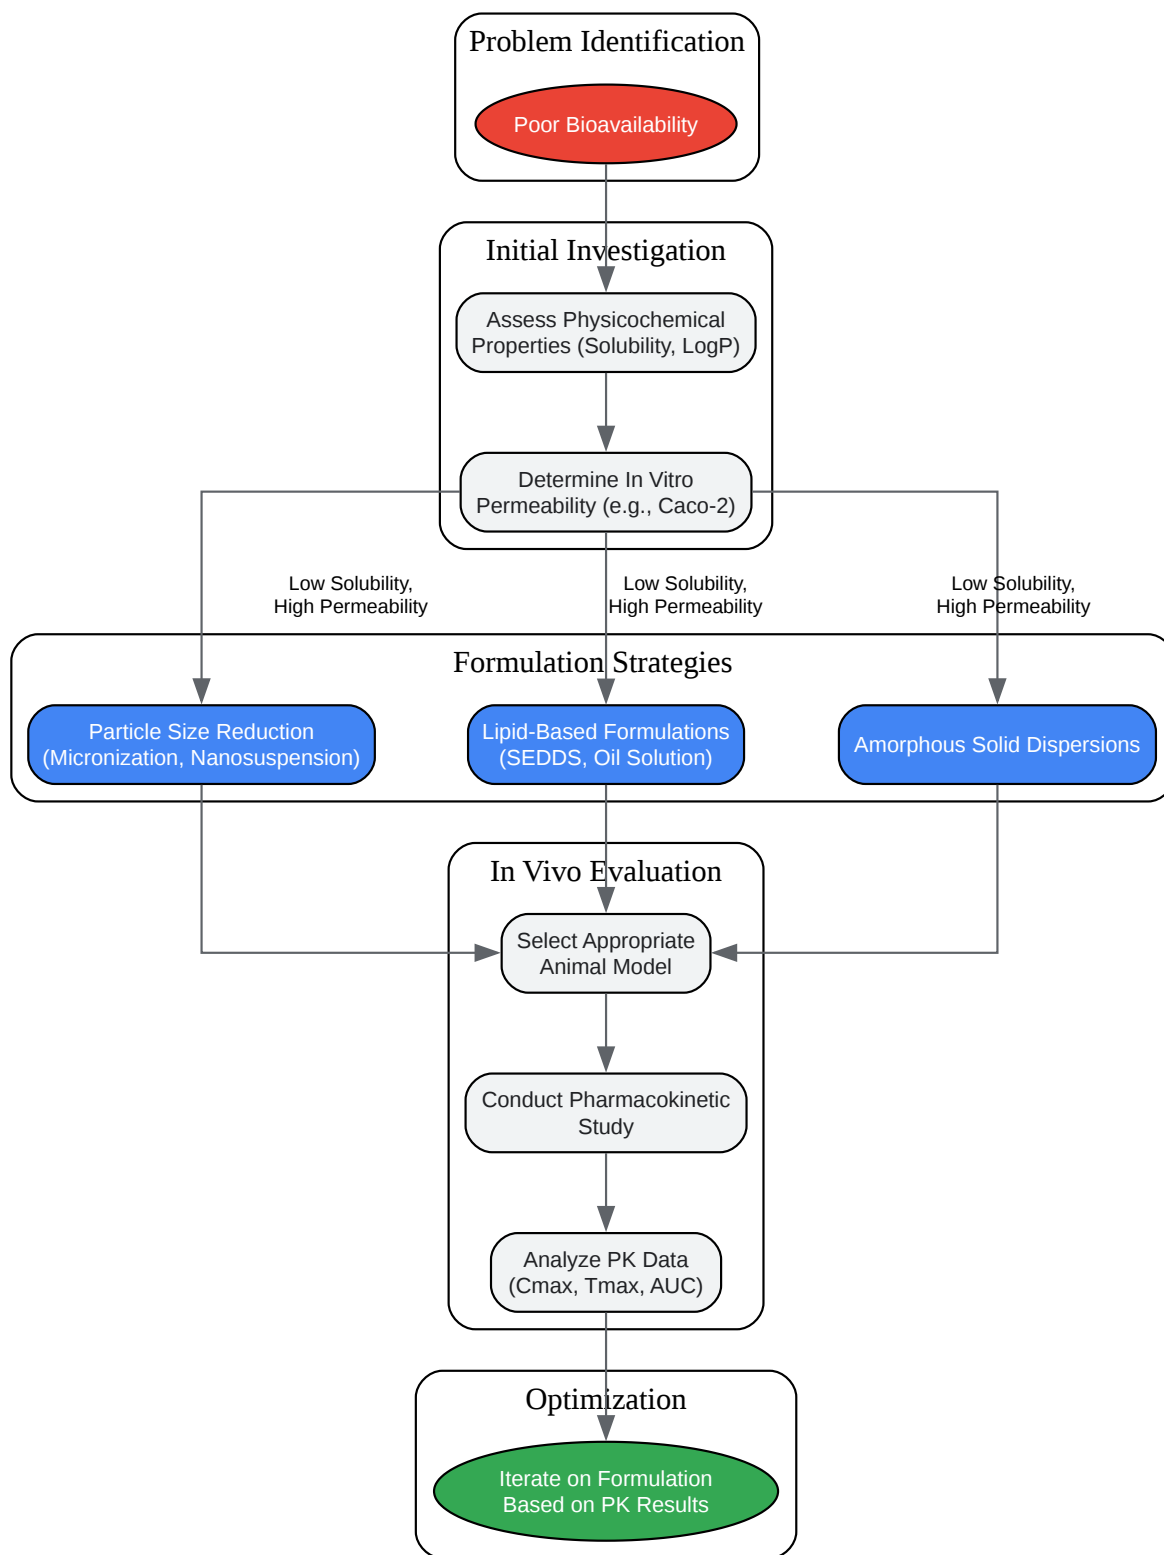 Problem Identification
Poor Bioavailability
Initial Investigation
Assess Physicochemical
Properties (Solubility, LogP)
Determine In Vitro
Permeability (e.g., Caco-2)
Low Solubility,
High Permeability
Low Solubility,
High Permeability
Low Solubility,
High Permeability
Formulation Strategies
Particle Size Reduction
(Micronization, Nanosuspension)
Lipid-Based Formulations
(SEDDS, Oil Solution)
Amorphous Solid Dispersions
In Vivo Evaluation
Select Appropriate
Animal Model
Conduct Pharmacokinetic
Study
Analyze PK Data
(Cmax, Tmax, AUC)
Optimization
Iterate on Formulation
Based on PK Results